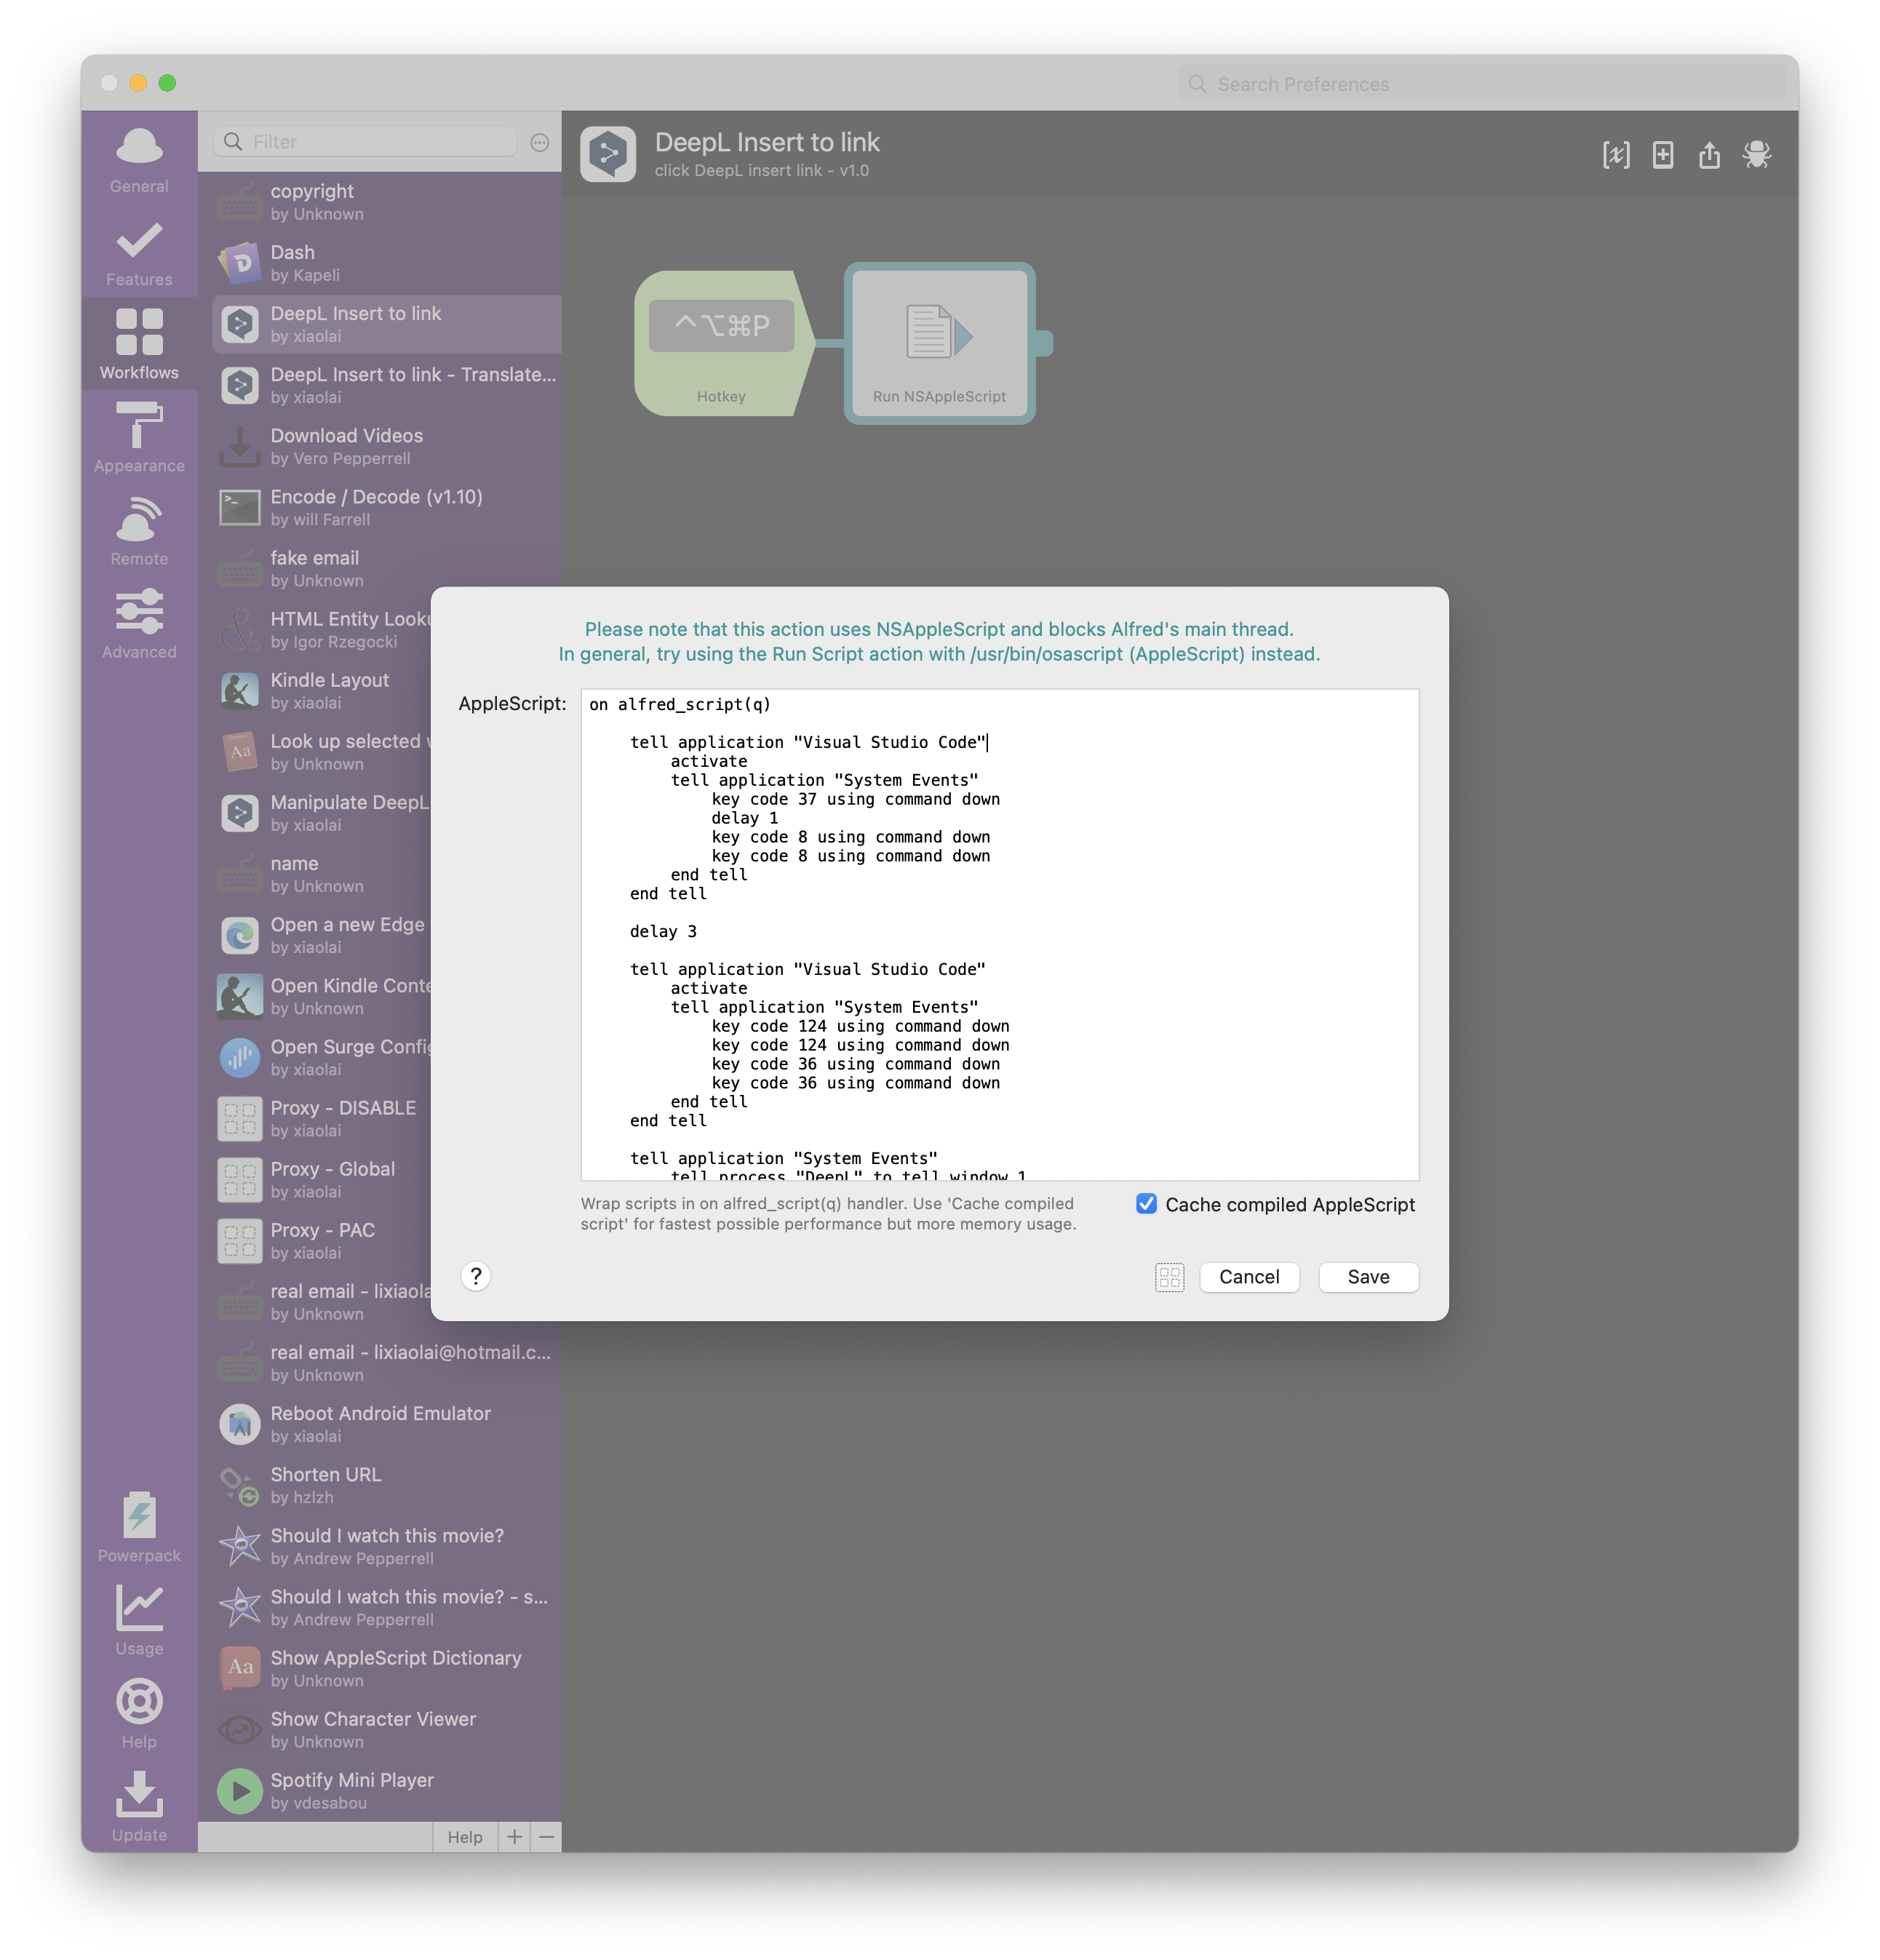 Search Preferences
General
Features
Workflows
Appearance
Remote
Advanced
Powerpack
Usage
Help
Update
Filter
copyright
by Unknown
Dash
by Kapeli
DeepL Insert to link
by xiaolai
DeepL Insert to link - Translate...
by xiaolai
Download Videos
by Vero Pepperrell
Encode / Decode (v1.10)
by will Farrell
fake email
by Unknown
HTML Entity Looku
by Igor Rzegocki
Kindle Layout
by xiaolai
Look up selected
by Unknown
Manipulate DeepL
by xiaolai
name
by Unknown
Open a new Edge
by xiaolai
Open Kindle Conte
by Unknown
Open Surge Config
by xiaolai
Proxy - DISABLE
by xiaolai
Proxy - Global
by xiaolai
Proxy - PAC
by xiaolai
real email - lixiaola
by Unknown
real email - lixiaolai@hotmail.c...
by Unknown
Reboot Android Emulator
by xiaolai
Shorten URL
by hzlzh
Should I watch this movie?
by Andrew Pepperrell
Should I watch this movie? - s...
by Andrew Pepperrell
Show AppleScript Dictionary
by Unknown
Show Character Viewer
by Unknown
Spotify Mini Player
by vdesabou
Help + −
DeepL Insert to link
click DeepL insert link - v1.0
⌃⌥⌘P
Hotkey
Run NSAppleScript
Please note that this action uses NSAppleScript and blocks Alfred's main thread.
In general, try using the Run Script action with /usr/bin/osascript (AppleScript) instead.
AppleScript:
on alfred_script(q)
tell application "Visual Studio Code"
activate
tell application "System Events"
key code 37 using command down
delay 1
key code 8 using command down
key code 8 using command down
end tell
end tell
delay 3
tell application "Visual Studio Code"
activate
tell application "System Events"
key code 124 using command down
key code 124 using command down
key code 36 using command down
key code 36 using command down
end tell
end tell
tell application "System Events"
tell process "DeepL" to tell window 1
Wrap scripts in on alfred_script(q) handler. Use 'Cache compiled
script' for fastest possible performance but more memory usage.
Cache compiled AppleScript
?
Cancel
Save